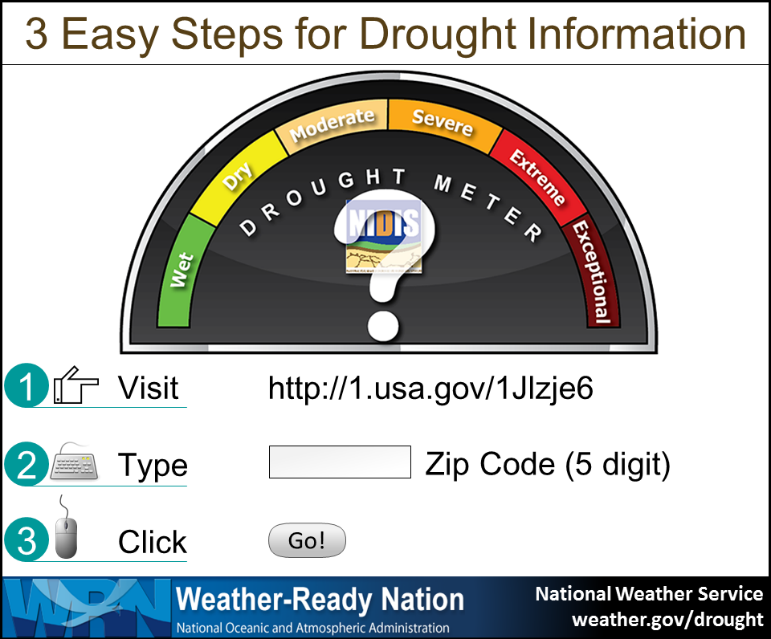 3 Easy Steps for Drought Information
Wet
Dry
Moderate
Severe
Extreme
Exceptional
DROUGHT METER
?
NIDIS
1 Visit http://1.usa.gov/1Jlzje6
2 Type Zip Code (5 digit)
3 Click Go!
WRN
Weather-Ready Nation
National Oceanic and Atmospheric Administration
National Weather Service
weather.gov/drought